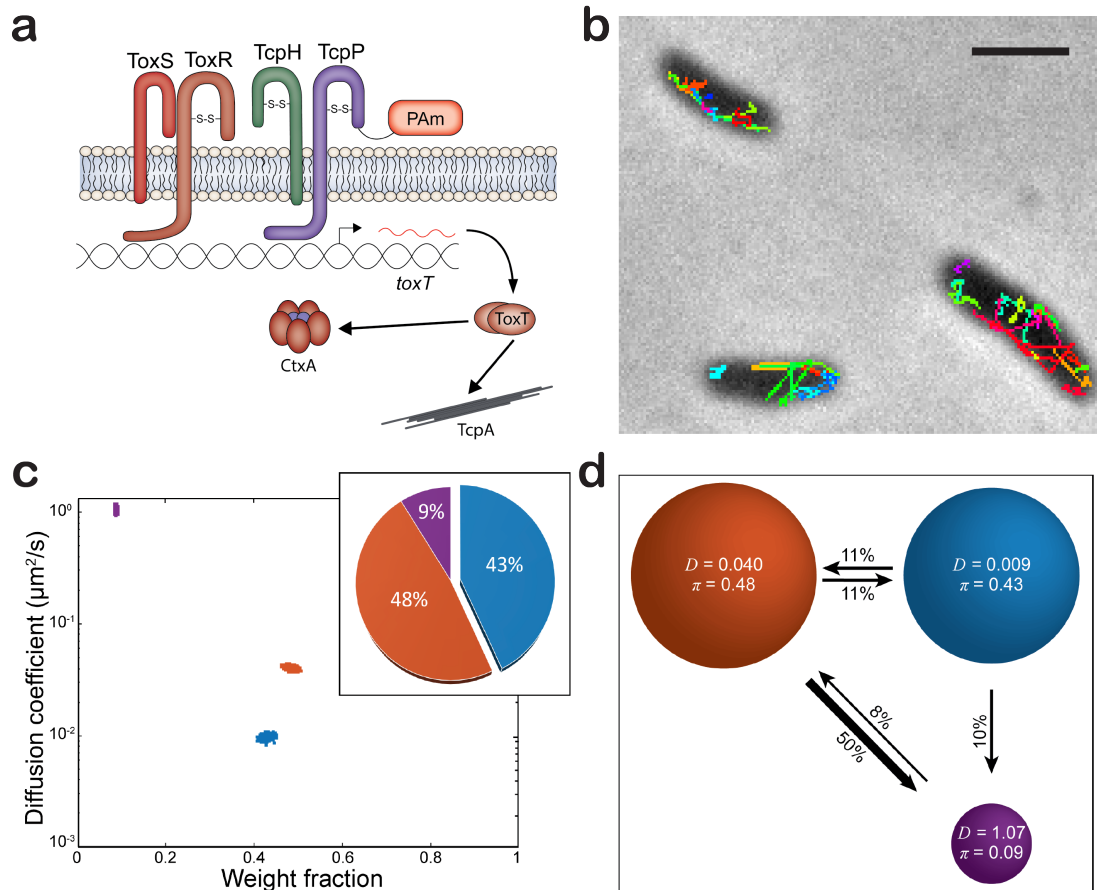 a
ToxS
ToxR
TcpH
TcpP
-S-S-
-S-S-
-S-S-
PAm
toxT
ToxT
CtxA
TcpA
b
c
Diffusion coefficient (μm²/s)
10⁰
10⁻¹
10⁻²
10⁻³
0
0.2
0.4
0.6
0.8
1
Weight fraction
9%
43%
48%
d
D = 0.040
π = 0.48
11%
11%
D = 0.009
π = 0.43
8%
50%
10%
D = 1.07
π = 0.09